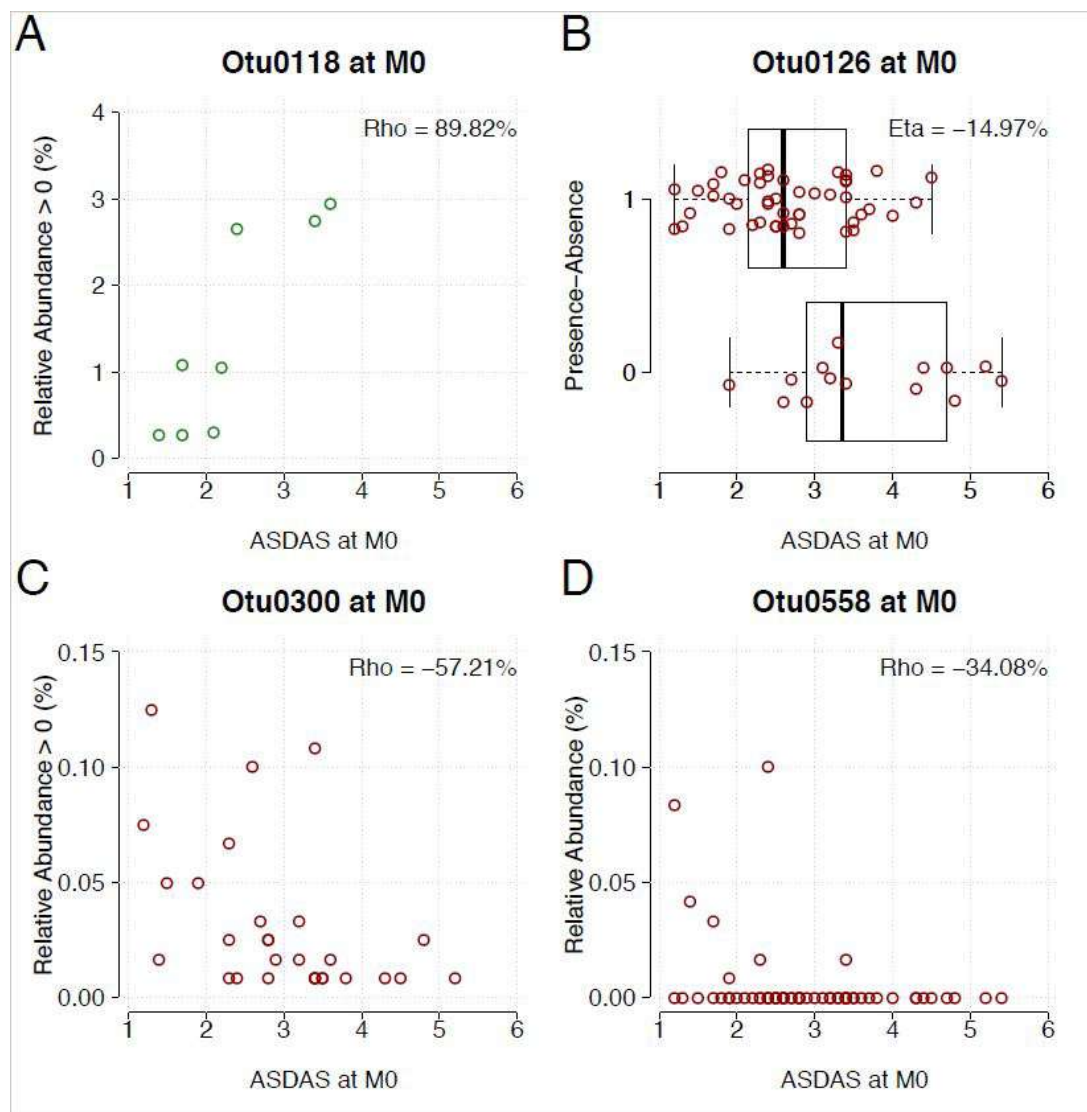 A
Otu0118 at M0
Rho = 89.82%
Relative Abundance > 0 (%)
4
3
2
1
0
1 2 3 4 5 6
ASDAS at M0
B
Otu0126 at M0
Eta = −14.97%
Presence−Absence
1
0
1 2 3 4 5 6
ASDAS at M0
C
Otu0300 at M0
Rho = −57.21%
Relative Abundance > 0 (%)
0.15
0.10
0.05
0.00
1 2 3 4 5 6
ASDAS at M0
D
Otu0558 at M0
Rho = −34.08%
Relative Abundance (%)
0.15
0.10
0.05
0.00
1 2 3 4 5 6
ASDAS at M0